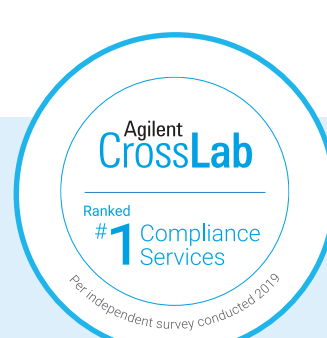 Agilent
CrossLab
Ranked
#1 Compliance
Services
Per independent survey conducted 2019